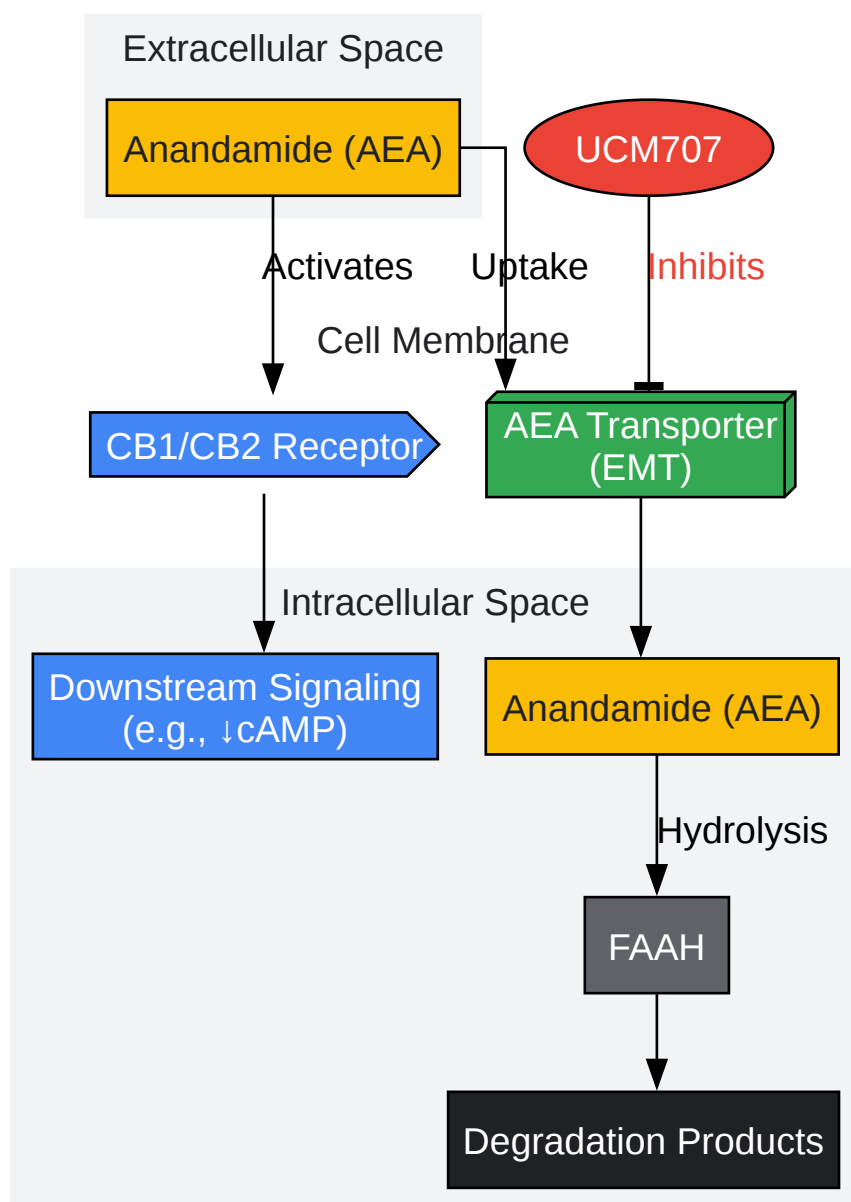 Extracellular Space
Anandamide (AEA)
UCM707
Activates
Uptake
Inhibits
Cell Membrane
CB1/CB2 Receptor
AEA Transporter
(EMT)
Intracellular Space
Downstream Signaling
(e.g., ↓cAMP)
Anandamide (AEA)
Hydrolysis
FAAH
Degradation Products